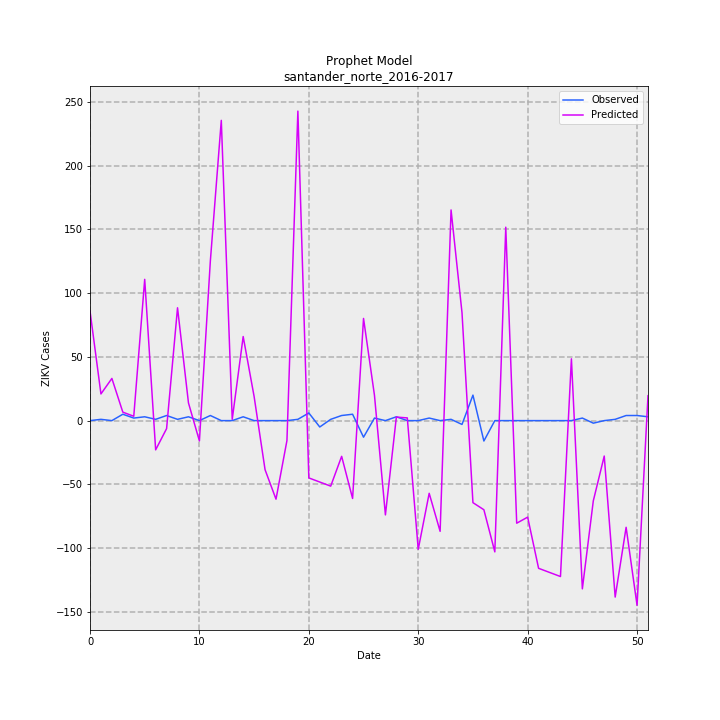 Prophet Model
santander_norte_2016-2017
Observed
Predicted
ZIKV Cases
250
200
150
100
50
0
−50
−100
−150
0
10
20
30
40
50
Date